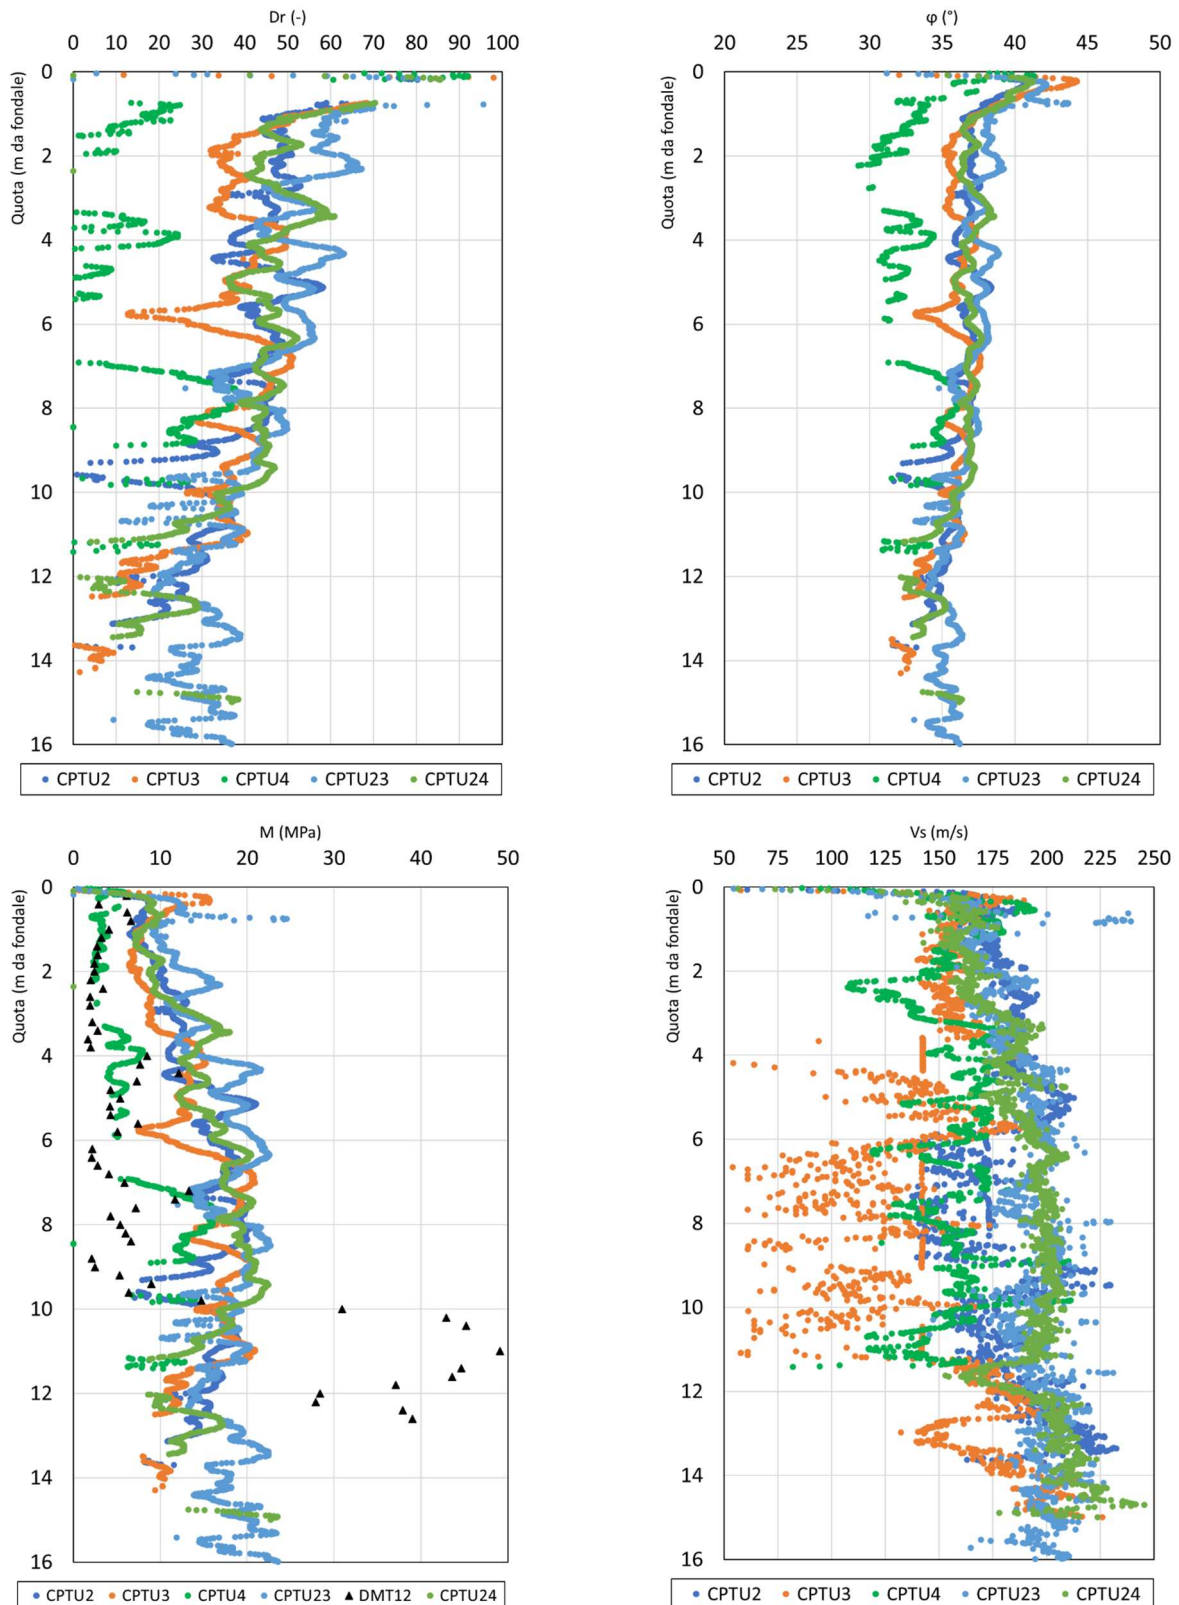 Dr (-)
0 10 20 30 40 50 60 70 80 90 100
Quota (m da fondale)
0
2
4
6
8
10
12
14
16
CPTU2 CPTU3 CPTU4 CPTU23 CPTU24
φ (°)
20 25 30 35 40 45 50
Quota (m da fondale)
0
2
4
6
8
10
12
14
16
CPTU2 CPTU3 CPTU4 CPTU23 CPTU24
M (MPa)
0 10 20 30 40 50
Quota (m da fondale)
0
2
4
6
8
10
12
14
16
CPTU2 CPTU3 CPTU4 CPTU23 DMT12 CPTU24
Vs (m/s)
50 75 100 125 150 175 200 225 250
Quota (m da fondale)
0
2
4
6
8
10
12
14
16
CPTU2 CPTU3 CPTU4 CPTU23 CPTU24